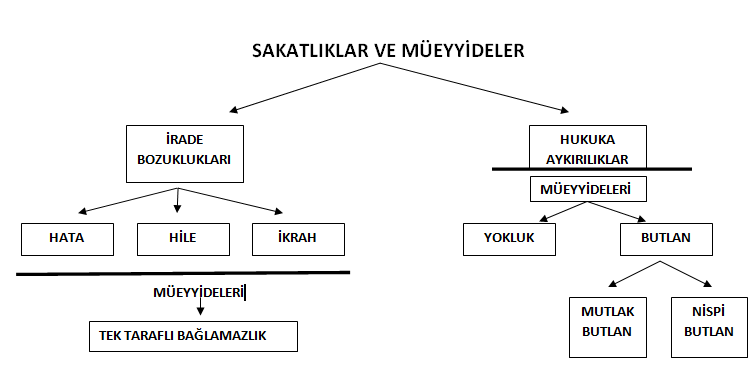 SAKATLIKLAR VE MÜEYYİDELER
İRADE
BOZUKLUKLARI
HUKUKA
AYKIRILIKLAR
MÜEYYİDELERİ
HATA
HİLE
İKRAH
YOKLUK
BUTLAN
MÜEYYİDELERİ
TEK TARAFLI BAĞLAMAZLIK
MUTLAK
BUTLAN
NİSPİ
BUTLAN